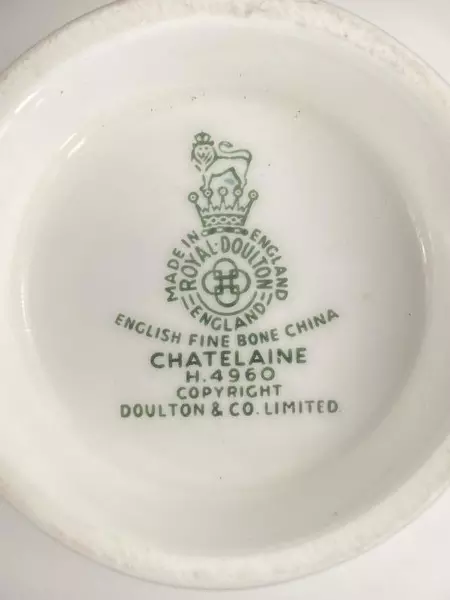 MADE IN ENGLAND
ROYAL·DOULTON
ENGLAND
ENGLISH FINE BONE CHINA
CHATELAINE
H.4960
COPYRIGHT
DOULTON & CO. LIMITED.